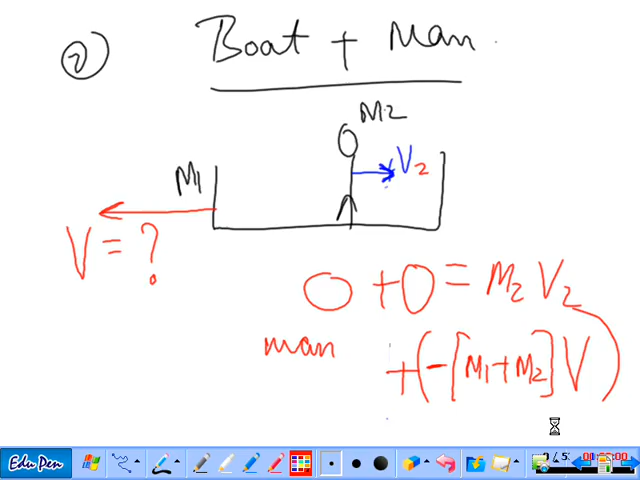 2) Boat + Man
M2
M1
V2
V = ?
0 + 0 = M2 V2
man
+(-[M1+M2] V)
Edu Pen